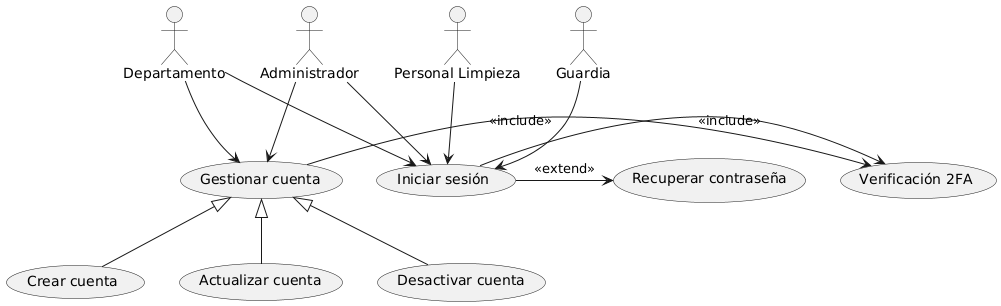 Departamento
Administrador
Personal Limpieza
Guardia
«include»
«include»
«extend»
Gestionar cuenta
Iniciar sesión
Recuperar contraseña
Verificación 2FA
Crear cuenta
Actualizar cuenta
Desactivar cuenta